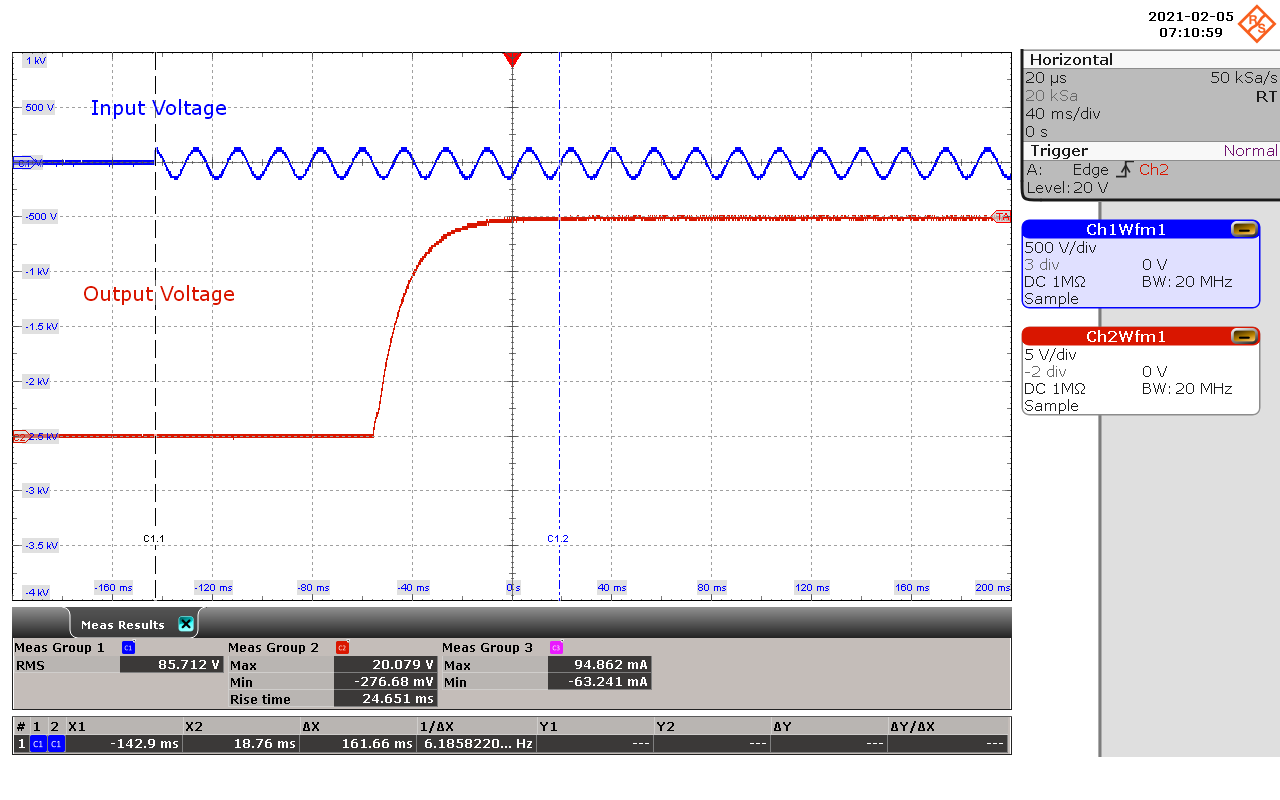 2021-02-05
07:10:59
R/S
1 kV
500 V
-500 V
-1 kV
-1.5 kV
-2 kV
-2.5 kV
-3 kV
-3.5 kV
-4 kV
Input Voltage
Output Voltage
C1
C2
TA
C1.1
C1.2
-160 ms
-120 ms
-80 ms
-40 ms
0 s
40 ms
80 ms
120 ms
160 ms
200 ms
Horizontal
20 µs 50 kSa/s
20 kSa RT
40 ms/div
0 s
Trigger Normal
A: Edge Ch2
Level: 20 V
Ch1Wfm1
500 V/div
3 div 0 V
DC 1MΩ BW: 20 MHz
Sample
Ch2Wfm1
5 V/div
-2 div 0 V
DC 1MΩ BW: 20 MHz
Sample
Meas Results
Meas Group 1 C1 Meas Group 2 C2 Meas Group 3 C3
RMS 85.712 V Max 20.079 V Max 94.862 mA
Min -276.68 mV Min -63.241 mA
Rise time 24.651 ms
# 1 2 X1 X2 ΔX 1/ΔX Y1 Y2 ΔY ΔY/ΔX
1 C1 C1 -142.9 ms 18.76 ms 161.66 ms 6.1858220... Hz --- --- --- ---